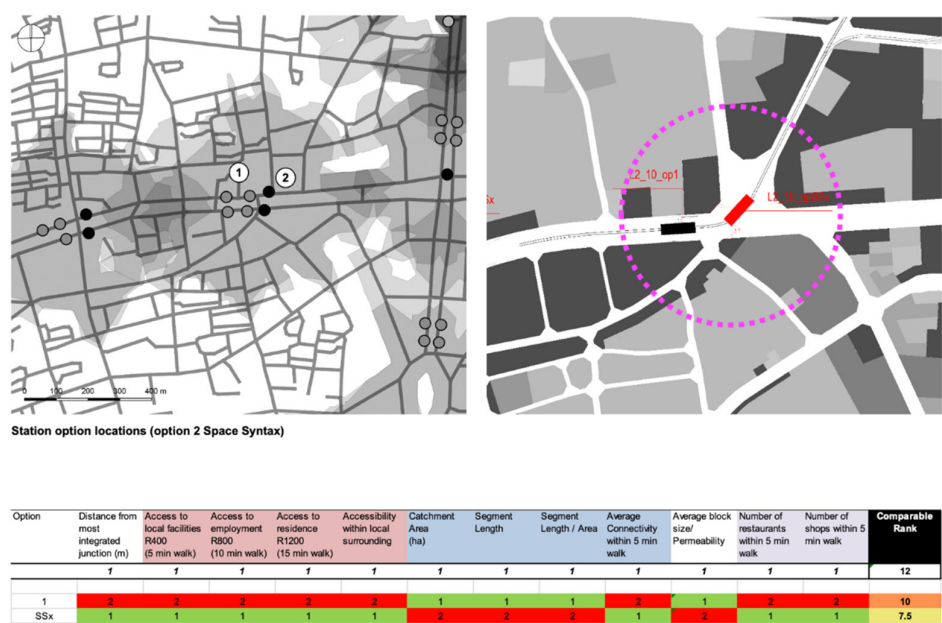 1
2
0 100 200 300 400 m
L2_10_op1
Station option locations (option 2 Space Syntax)
Option
Distance from
most
integrated
junction (m)
Access to
local facilities
R400
(5 min walk)
Access to
employment
R800
(10 min walk)
Access to
residence
R1200
(15 min walk)
Accessibility
within local
surrounding
Catchment
Area
(ha)
Segment
Length
Segment
Length / Area
Average
Connectivity
within 5 min
walk
Average block
size/
Permeability
Number of
restaurants
within 5 min
walk
Number of
shops within 5
min walk
Comparable
Rank
1 1 1 1 1 1 1 1 1 1 1 1 12
1 2 2 2 2 2 1 1 1 2 1 2 2 10
SSx 1 1 1 1 1 2 2 2 1 2 1 1 7.5